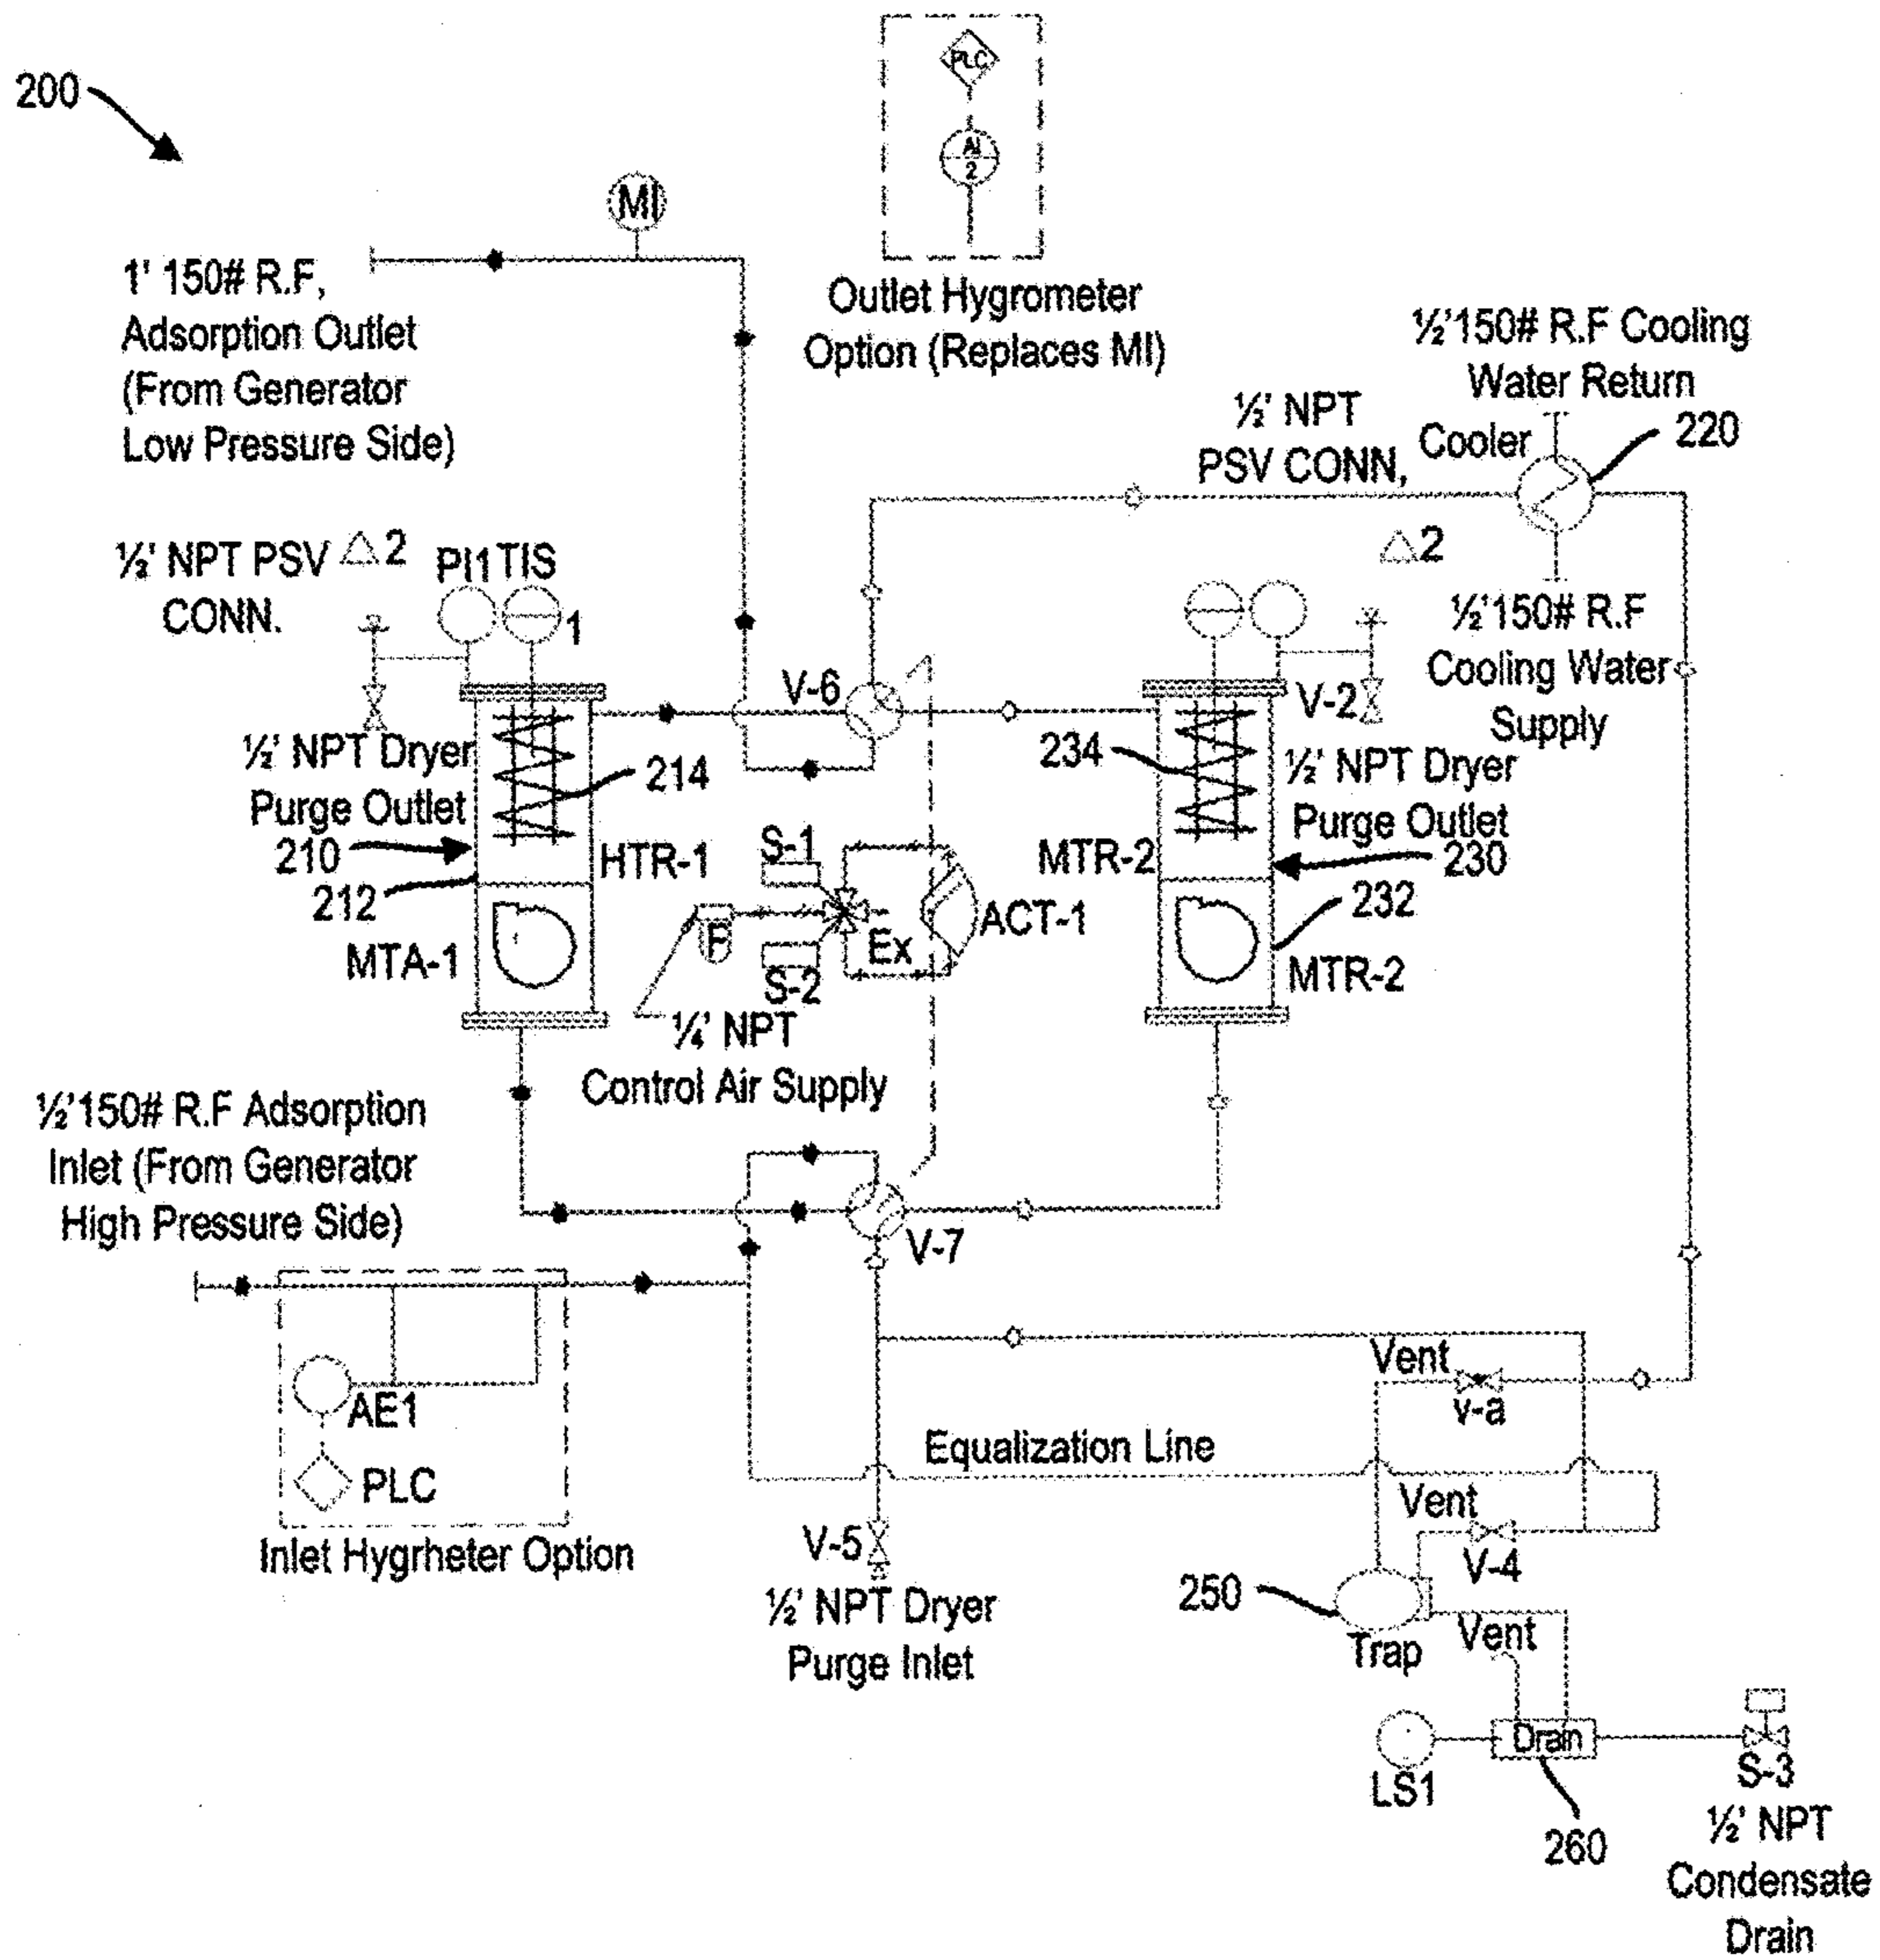 200
PLC
AI
2
MI
1' 150# R.F,
Adsorption Outlet
(From Generator
Low Pressure Side)
Outlet Hygrometer
Option (Replaces MI)
½'150# R.F Cooling
Water Return
½' NPT
PSV CONN,
Cooler
220
½' NPT PSV
CONN.
2
PI1
TIS
1
2
½'150# R.F
Cooling Water
Supply
V-6
V-2
½' NPT Dryer
Purge Outlet
214
234
½' NPT Dryer
Purge Outlet
210
212
HTR-1
S-1
MTR-2
230
232
F
Ex
ACT-1
MTA-1
S-2
MTR-2
¼' NPT
Control Air Supply
½'150# R.F Adsorption
Inlet (From Generator
High Pressure Side)
V-7
AE1
PLC
Inlet Hygrheter Option
Vent
v-a
Equalization Line
Vent
V-4
V-5
½' NPT Dryer
Purge Inlet
250
Trap
Vent
LS1
Drain
260
S-3
½' NPT
Condensate
Drain